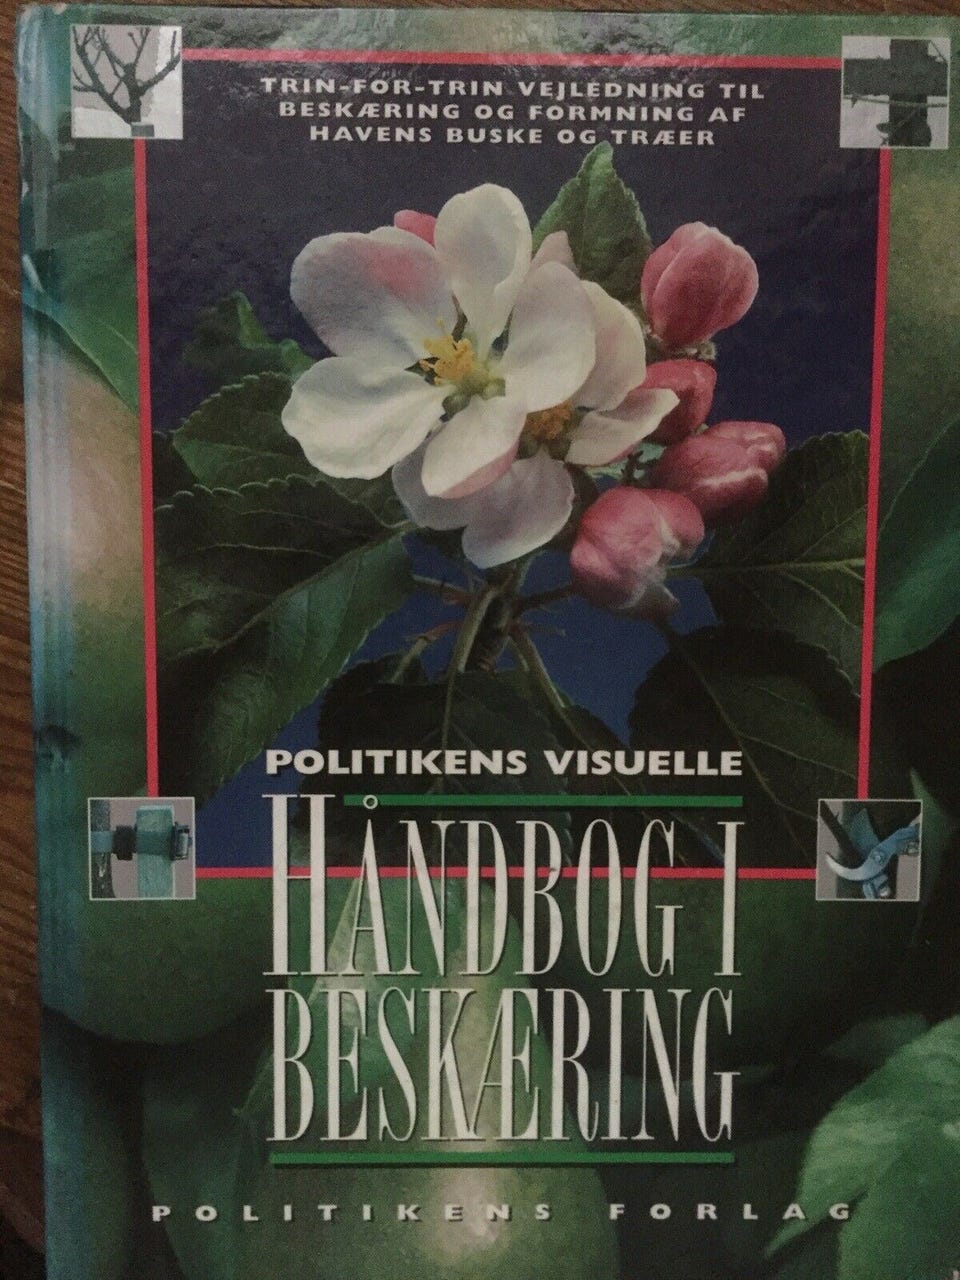 TRIN-FOR-TRIN VEJLEDNING TIL
BESKÆRING OG FORMNING AF
HAVENS BUSKE OG TRÆER
POLITIKENS VISUELLE
HÅNDBOG I
BESKÆRING
POLITIKENS FORLAG